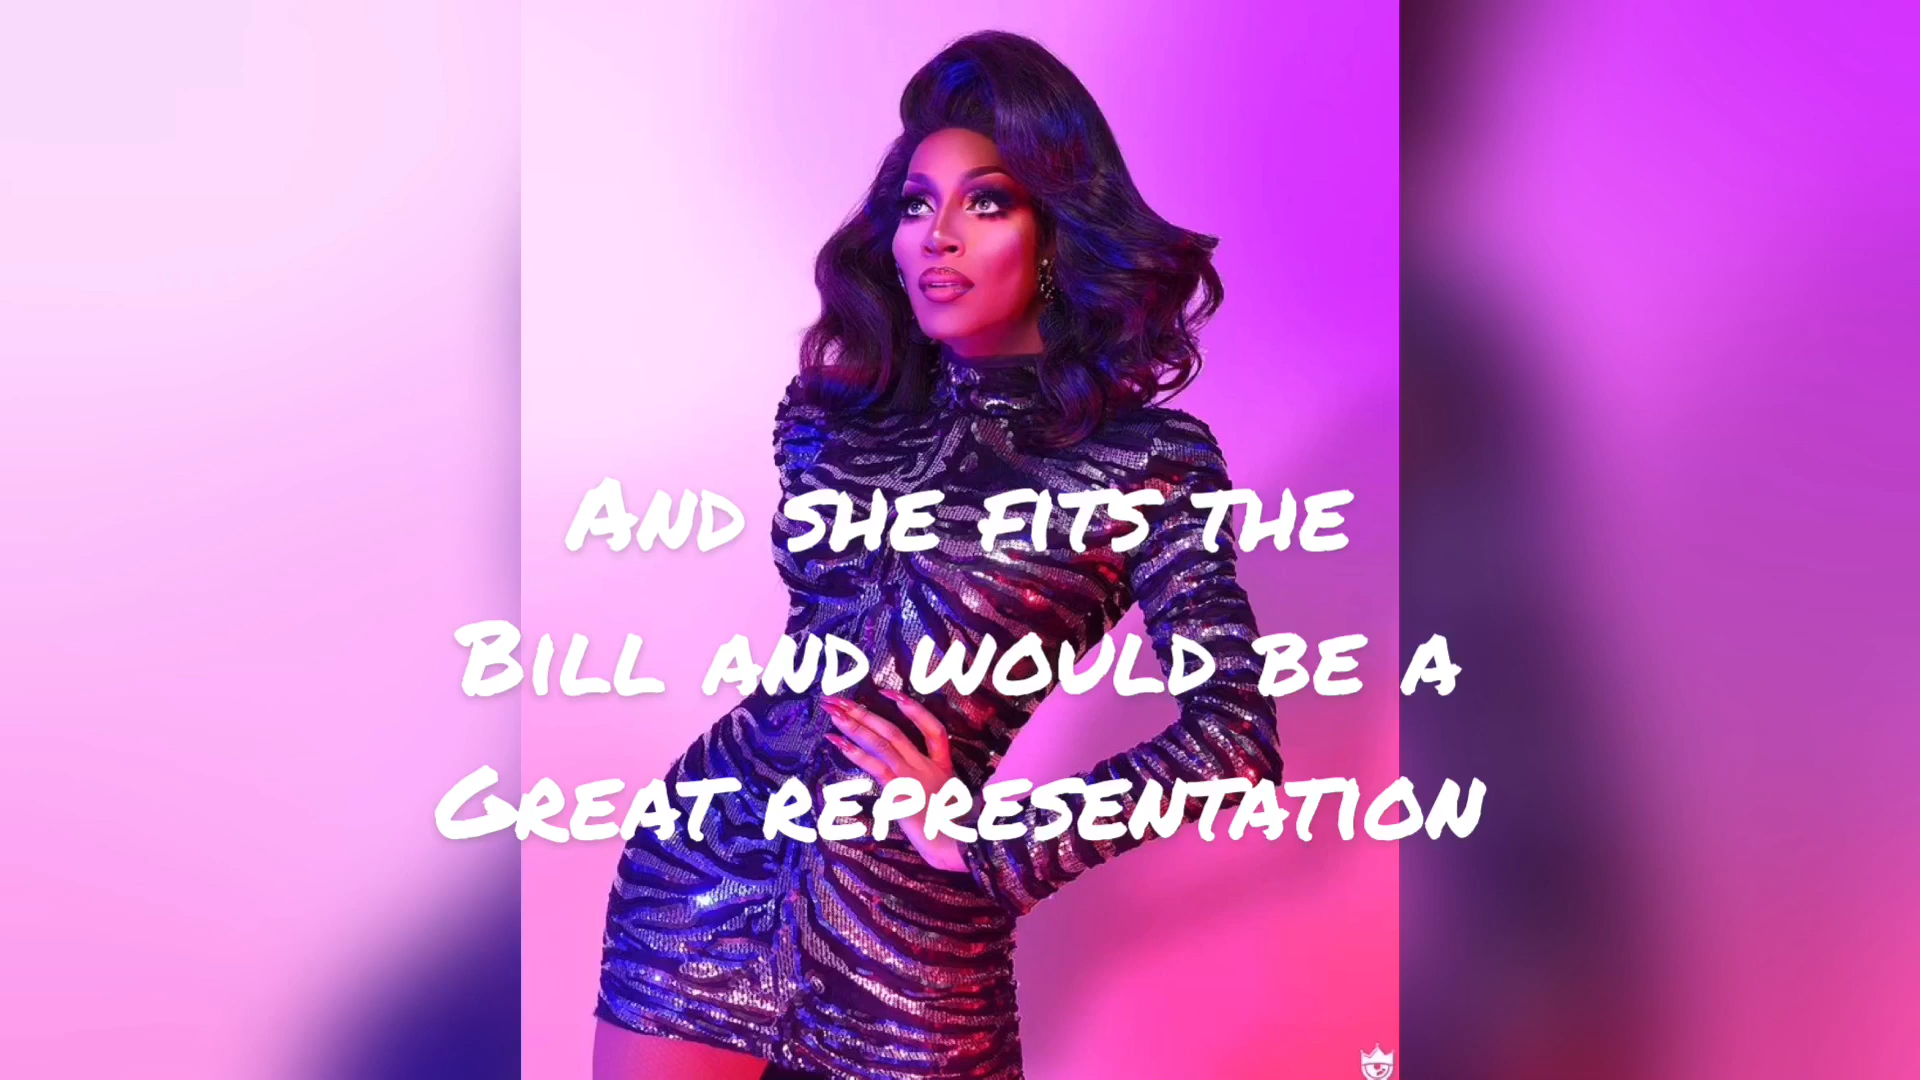 And she fits the
Bill and would be a
Great representation